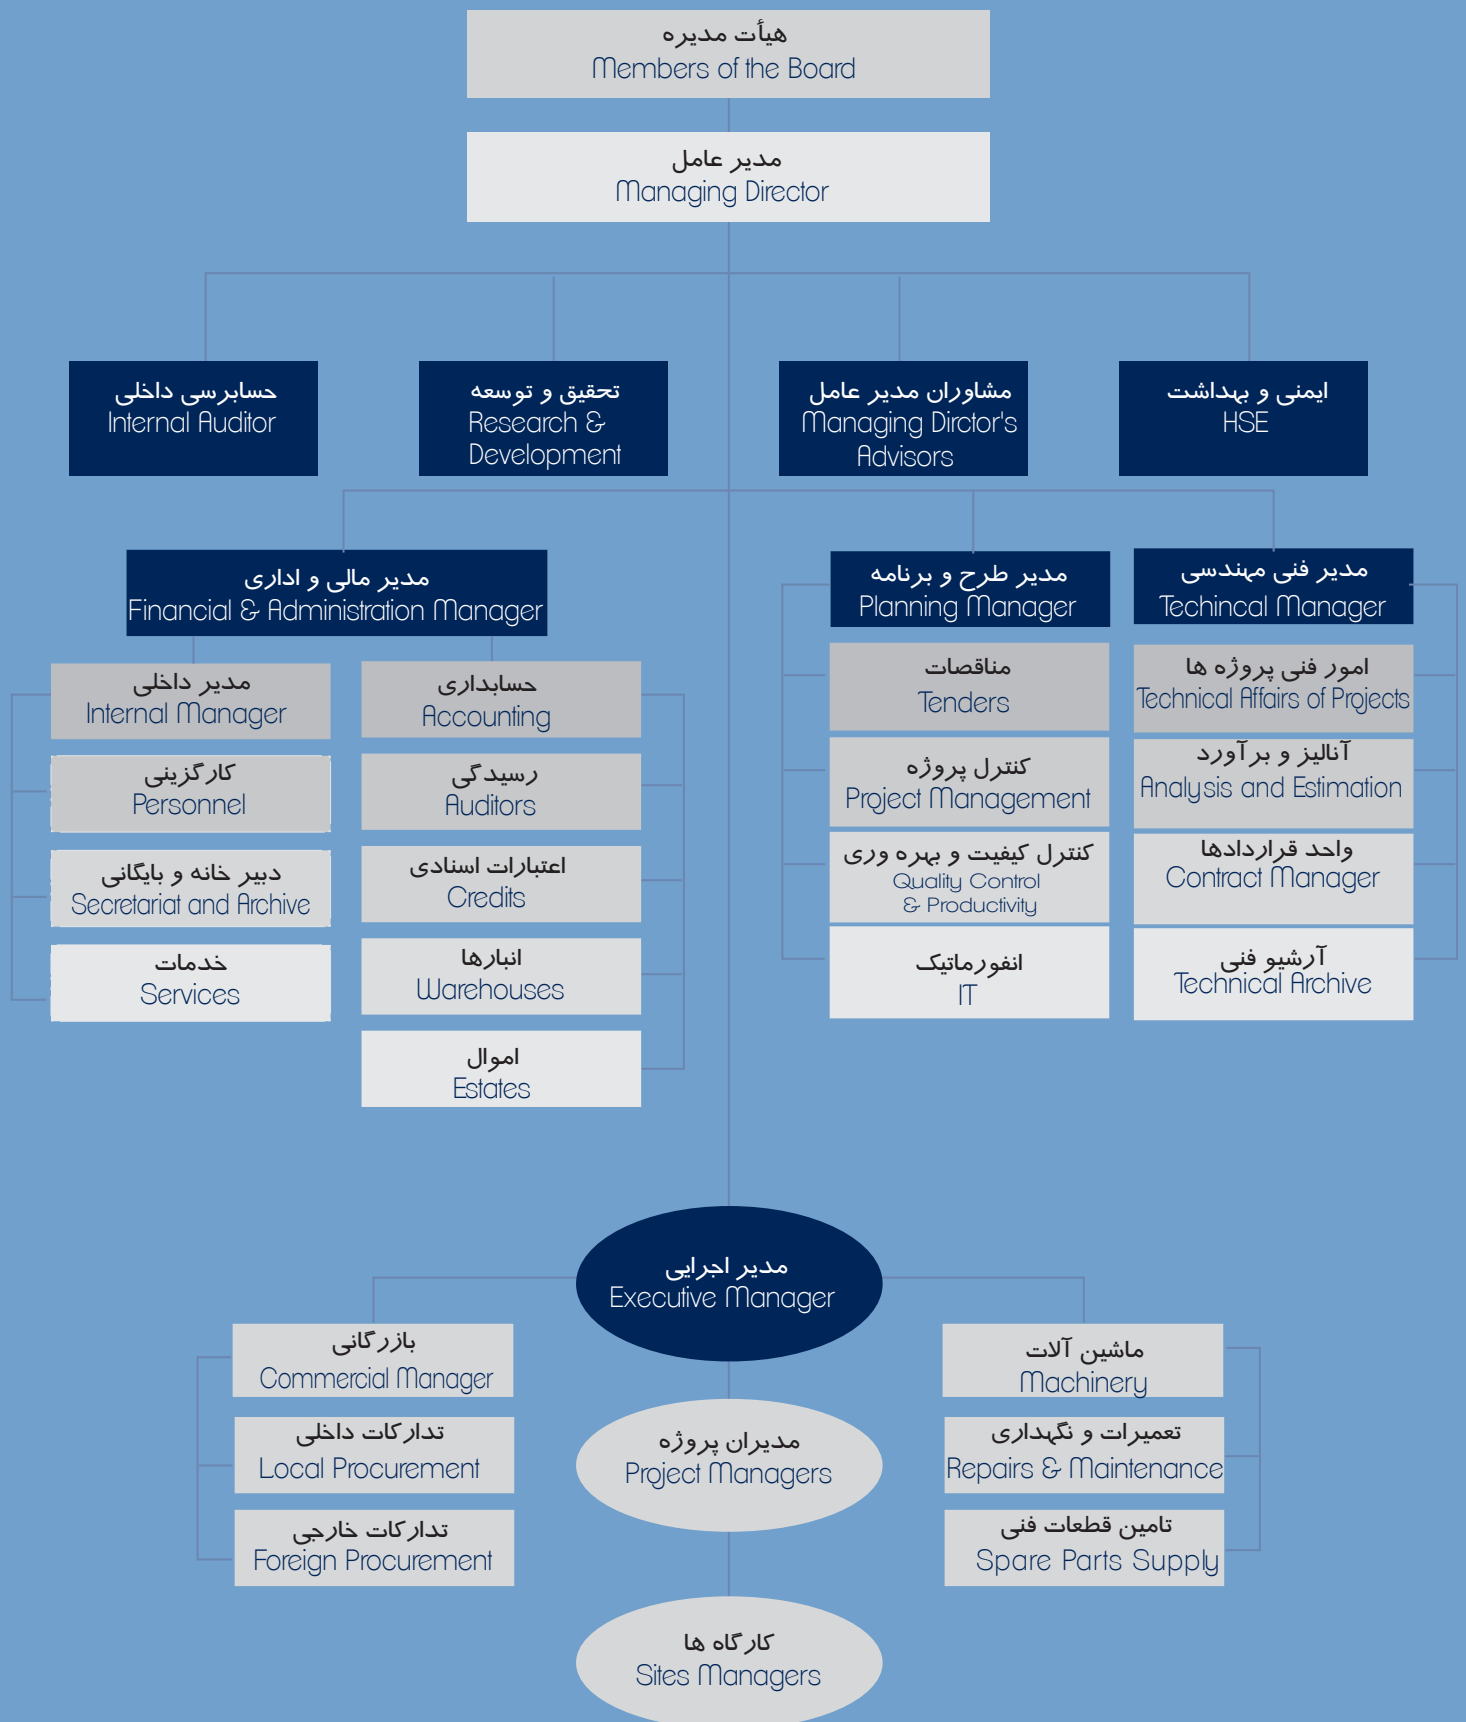 هیأت مدیره
Members of the Board
مدیر عامل
Managing Director
حسابرسی داخلی
Internal Auditor
تحقیق و توسعه
Research &
Development
مشاوران مدیر عامل
Managing Dirctor's
Advisors
ایمنی و بهداشت
HSE
مدیر مالی و اداری
Financial & Administration Manager
مدیر داخلی
Internal Manager
کارگزینی
Personnel
دبیر خانه و بایگانی
Secretariat and Archive
خدمات
Services
حسابداری
Accounting
رسیدگی
Auditors
اعتبارات اسنادی
Credits
انبارها
Warehouses
اموال
Estates
مدیر طرح و برنامه
Planning Manager
مناقصات
Tenders
کنترل پروژه
Project Management
کنترل کیفیت و بهره وری
Quality Control
& Productivity
انفورماتیک
IT
مدیر فنی مهندسی
Techincal Manager
امور فنی پروژه ها
Technical Affairs of Projects
آنالیز و برآورد
Analysis and Estimation
واحد قراردادها
Contract Manager
آرشیو فنی
Technical Archive
مدیر اجرایی
Executive Manager
بازرگانی
Commercial Manager
تدارکات داخلی
Local Procurement
تدارکات خارجی
Foreign Procurement
مدیران پروژه
Project Managers
کارگاه ها
Sites Managers
ماشین آلات
Machinery
تعمیرات و نگهداری
Repairs & Maintenance
تامین قطعات فنی
Spare Parts Supply